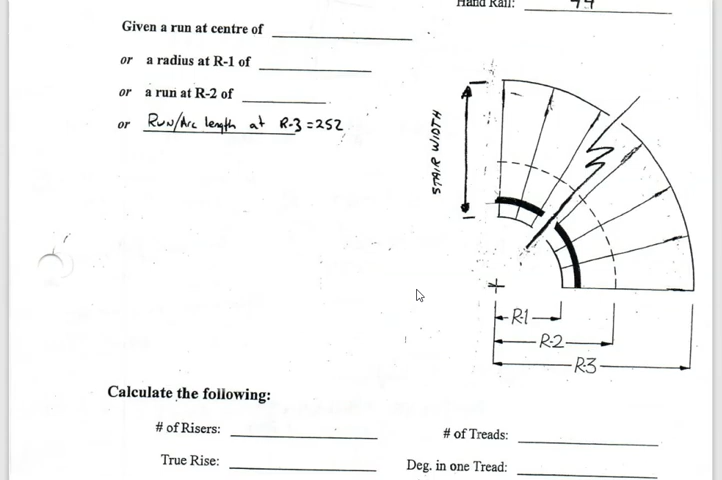 Hand Rail:
Given a run at centre of
or a radius at R-1 of
or a run at R-2 of
or Run/Arc length at R-3 = 252
STAIR WIDTH
R-1
R-2
R-3
Calculate the following:
# of Risers:
# of Treads:
True Rise:
Deg. in one Tread: